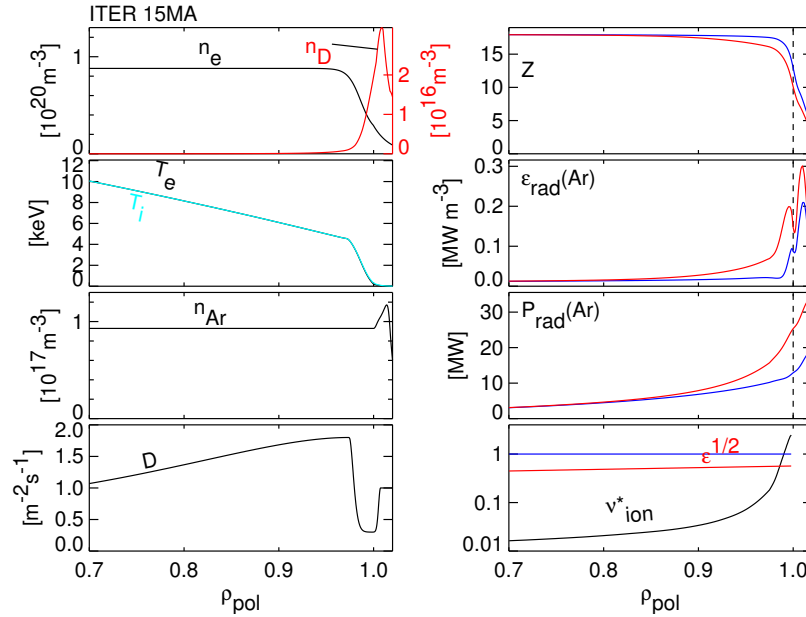 ITER 15MA
n_e
n_D
[10^20 m^-3]
[10^16 m^-3]
0
1
0
1
2
T_e
T_i
[keV]
0
2
4
6
8
10
12
n_Ar
[10^17 m^-3]
0
1
D
[m^-2 s^-1]
0.0
0.5
1.0
1.5
2.0
0.7
0.8
0.9
1.0
ρ_pol
Z
0
5
10
15
ε_rad(Ar)
[MW m^-3]
0.0
0.1
0.2
0.3
P_rad(Ar)
[MW]
0
10
20
30
ε^1/2
ν*_ion
0.01
0.1
1
0.7
0.8
0.9
1.0
ρ_pol